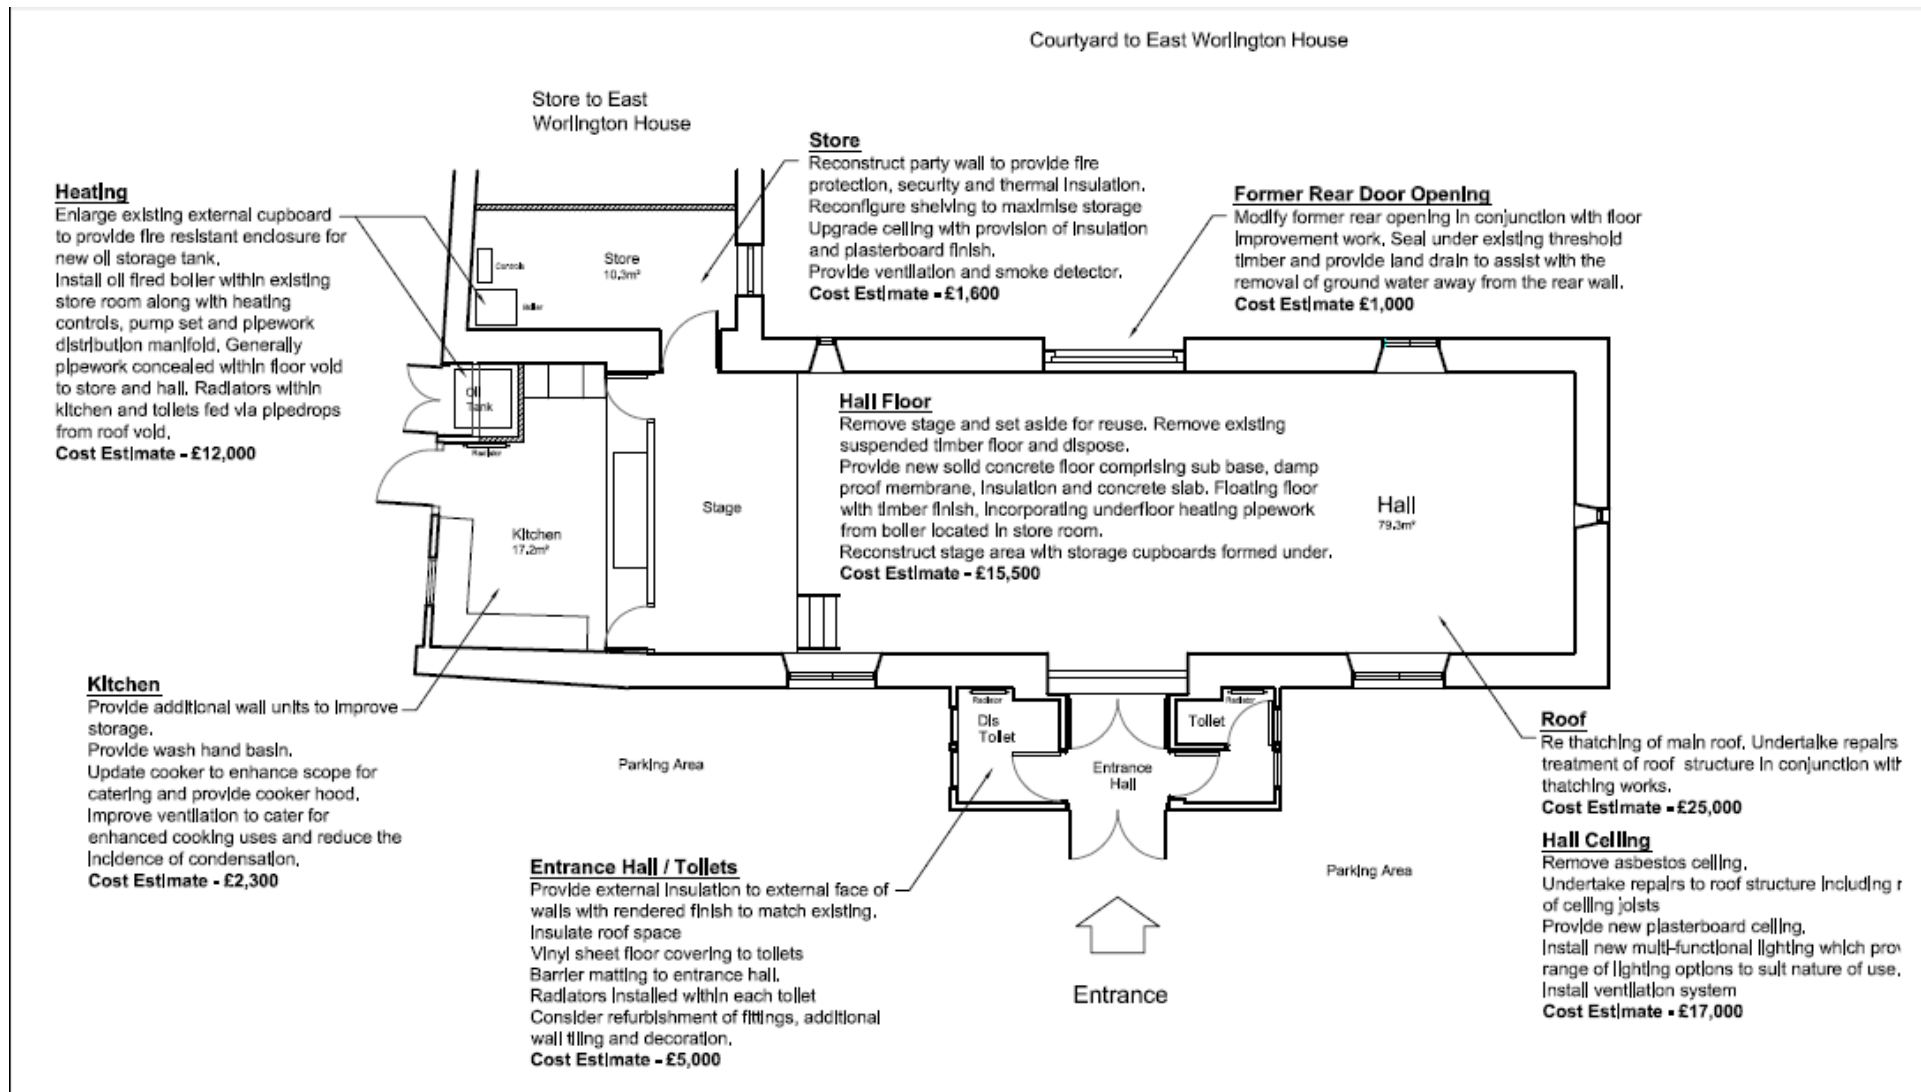 Courtyard to East Worlington House
Store to East
Worlington House
Heating
Enlarge existing external cupboard
to provide fire resistant enclosure for
new oil storage tank.
Install oil fired boiler within existing
store room along with heating
controls, pump set and pipework
distribution manifold. Generally
pipework concealed within floor void
to store and hall. Radiators within
kitchen and toilets fed via pipedrops
from roof void.
Cost Estimate - £12,000
Store
Reconstruct party wall to provide fire
protection, security and thermal insulation.
Reconfigure shelving to maximise storage
Upgrade ceiling with provision of insulation
and plasterboard finish.
Provide ventilation and smoke detector.
Cost Estimate - £1,600
Former Rear Door Opening
Modify former rear opening in conjunction with floor
improvement work. Seal under existing threshold
timber and provide land drain to assist with the
removal of ground water away from the rear wall.
Cost Estimate £1,000
Store
10.3m²
Controls
Boiler
Oil
Tank
Radiator
Kitchen
17.2m²
Stage
Hall Floor
Remove stage and set aside for reuse. Remove existing
suspended timber floor and dispose.
Provide new solid concrete floor comprising sub base, damp
proof membrane, insulation and concrete slab. Floating floor
with timber finish, incorporating underfloor heating pipework
from boiler located in store room.
Reconstruct stage area with storage cupboards formed under.
Cost Estimate - £15,500
Hall
79.3m²
Kitchen
Provide additional wall units to improve
storage.
Provide wash hand basin.
Update cooker to enhance scope for
catering and provide cooker hood.
Improve ventilation to cater for
enhanced cooking uses and reduce the
incidence of condensation.
Cost Estimate - £2,300
Parking Area
Radiator
Dis
Toilet
Entrance
Hall
Radiator
Toilet
Entrance Hall / Toilets
Provide external insulation to external face of
walls with rendered finish to match existing.
Insulate roof space
Vinyl sheet floor covering to toilets
Barrier matting to entrance hall.
Radiators installed within each toilet
Consider refurbishment of fittings, additional
wall tiling and decoration.
Cost Estimate - £5,000
Entrance
Parking Area
Roof
Re thatching of main roof. Undertake repairs
treatment of roof structure in conjunction with
thatching works.
Cost Estimate - £25,000
Hall Ceiling
Remove asbestos ceiling.
Undertake repairs to roof structure including r
of ceiling joists
Provide new plasterboard ceiling.
Install new multi-functional lighting which prov
range of lighting options to suit nature of use.
Install ventilation system
Cost Estimate - £17,000